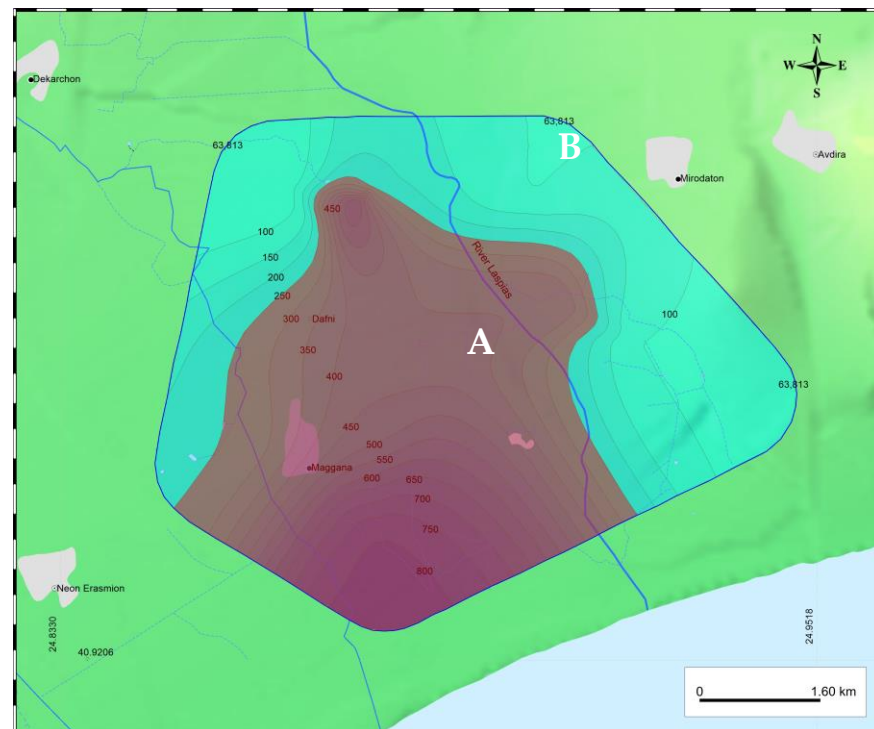 N
W E
S
Dekarchon
63,813
63,813
B
Mirodaton
Avdira
450
100
150
200
250
300
Dafni
350
400
River Laspias
A
100
63,813
450
500
550
600
650
700
750
800
Maggana
Neon Erasmion
24.8330
40.9206
24.9518
0 1.60 km